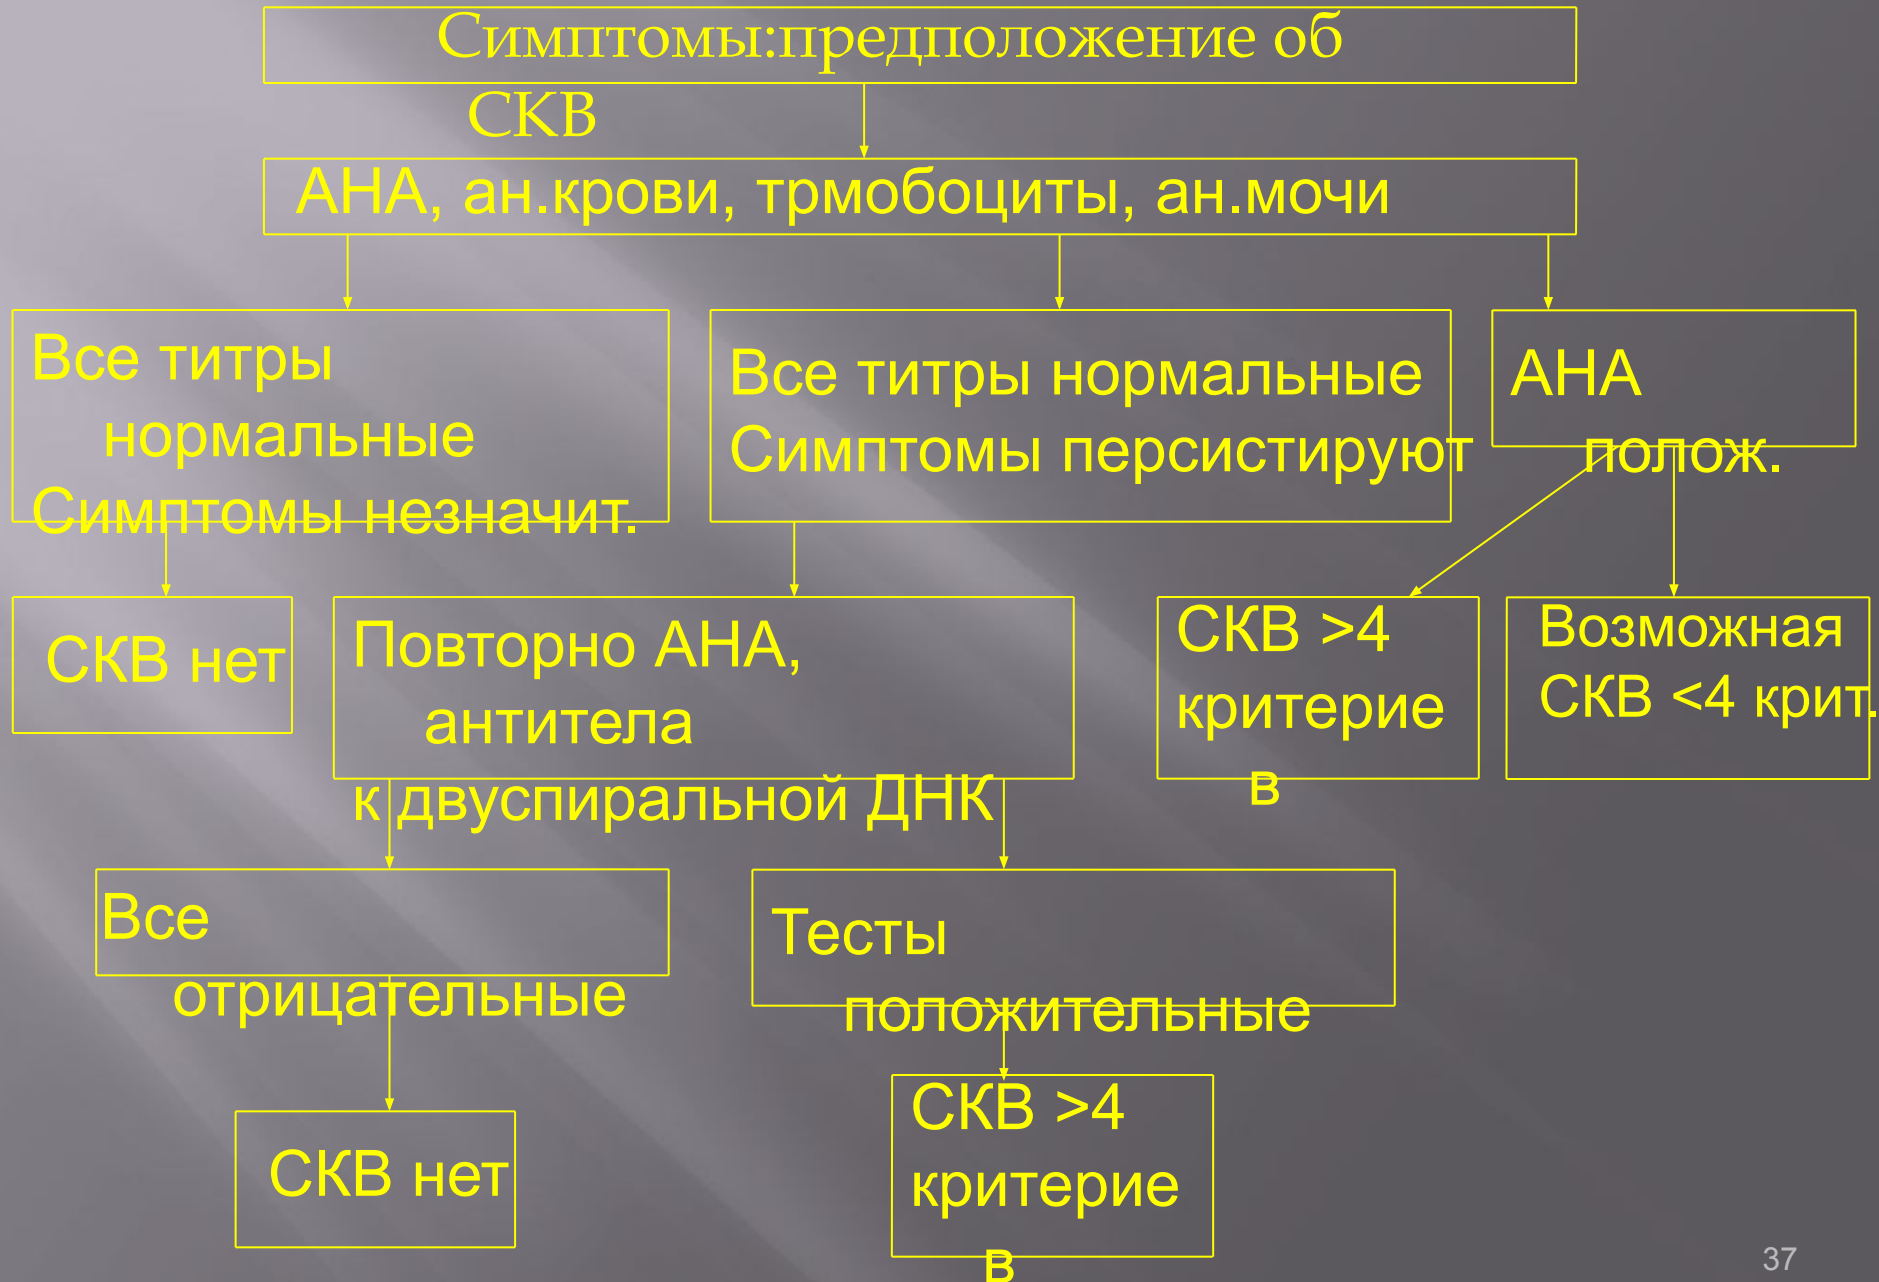 Симптомы:предположение об
СКВ
АНА, ан.крови, трмобоциты, ан.мочи
Все титры
нормальные
Симптомы незначит.
Все титры нормальные
Симптомы персистируют
АНА
полож.
СКВ нет
Повторно АНА,
антитела
к двуспиральной ДНК
СКВ >4
критерие
в
Возможная
СКВ <4 крит.
Все
отрицательные
Тесты
положительные
СКВ нет
СКВ >4
критерие
в
37